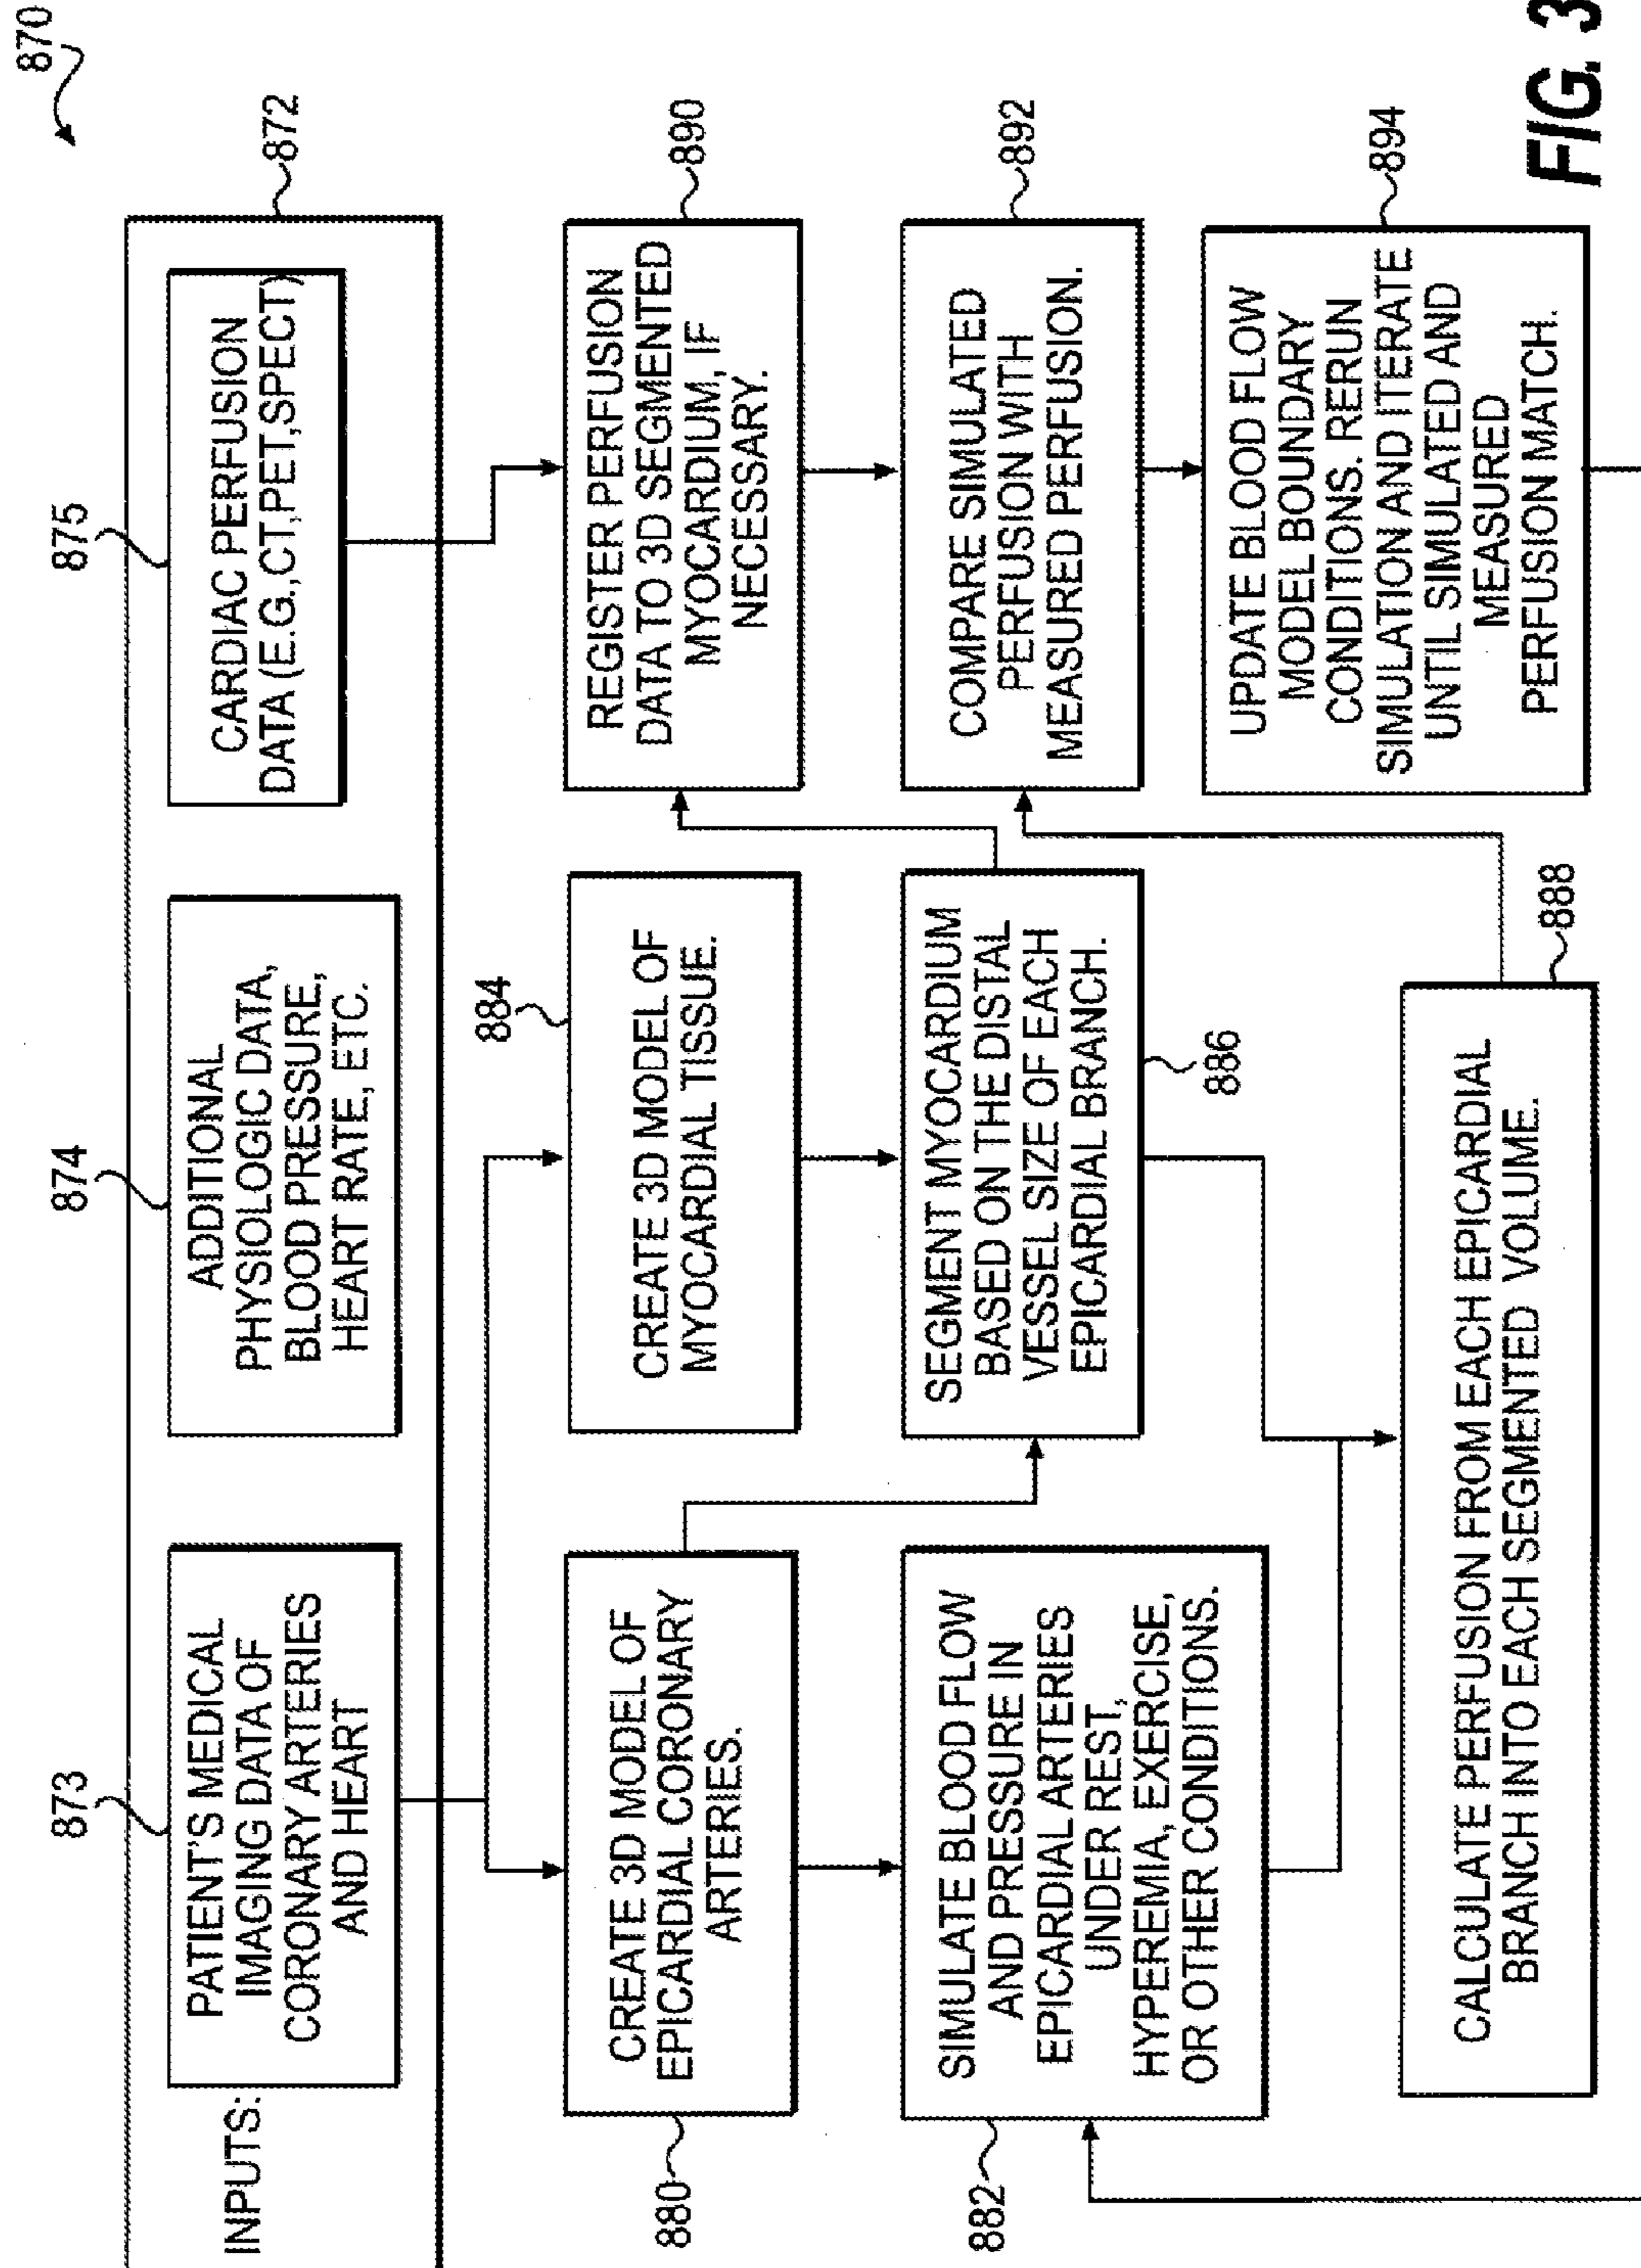 870
872
INPUTS:
873
PATIENT'S MEDICAL
IMAGING DATA OF
CORONARY ARTERIES
AND HEART
874
ADDITIONAL
PHYSIOLOGIC DATA,
BLOOD PRESSURE,
HEART RATE, ETC.
875
CARDIAC PERFUSION
DATA (E.G.,CT,PET,SPECT)
880
CREATE 3D MODEL OF
EPICARDIAL CORONARY
ARTERIES.
884
CREATE 3D MODEL OF
MYOCARDIAL TISSUE.
890
REGISTER PERFUSION
DATA TO 3D SEGMENTED
MYOCARDIUM, IF
NECESSARY.
882
SIMULATE BLOOD FLOW
AND PRESSURE IN
EPICARDIAL ARTERIES
UNDER REST,
HYPEREMIA, EXERCISE,
OR OTHER CONDITIONS.
SEGMENT MYOCARDIUM
BASED ON THE DISTAL
VESSEL SIZE OF EACH
EPICARDIAL BRANCH.
886
892
COMPARE SIMULATED
PERFUSION WITH
MEASURED PERFUSION.
888
CALCULATE PERFUSION FROM EACH EPICARDIAL
BRANCH INTO EACH SEGMENTED VOLUME.
894
UPDATE BLOOD FLOW
MODEL BOUNDARY
CONDITIONS. RERUN
SIMULATION AND ITERATE
UNTIL SIMULATED AND
MEASURED
PERFUSION MATCH.
FIG. 3